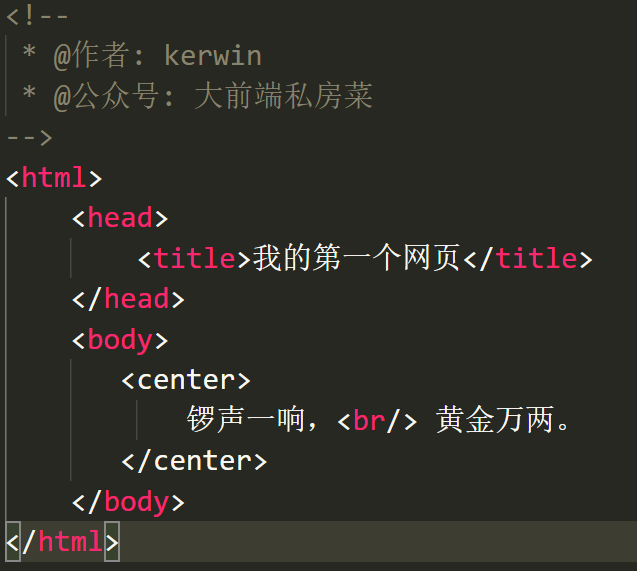 <!--
 * @作者: kerwin
 * @公众号: 大前端私房菜
-->
<html>
    <head>
        <title>我的第一个网页</title>
    </head>
    <body>
       <center>
           锣声一响，<br/> 黄金万两。
       </center>
    </body>
</html>